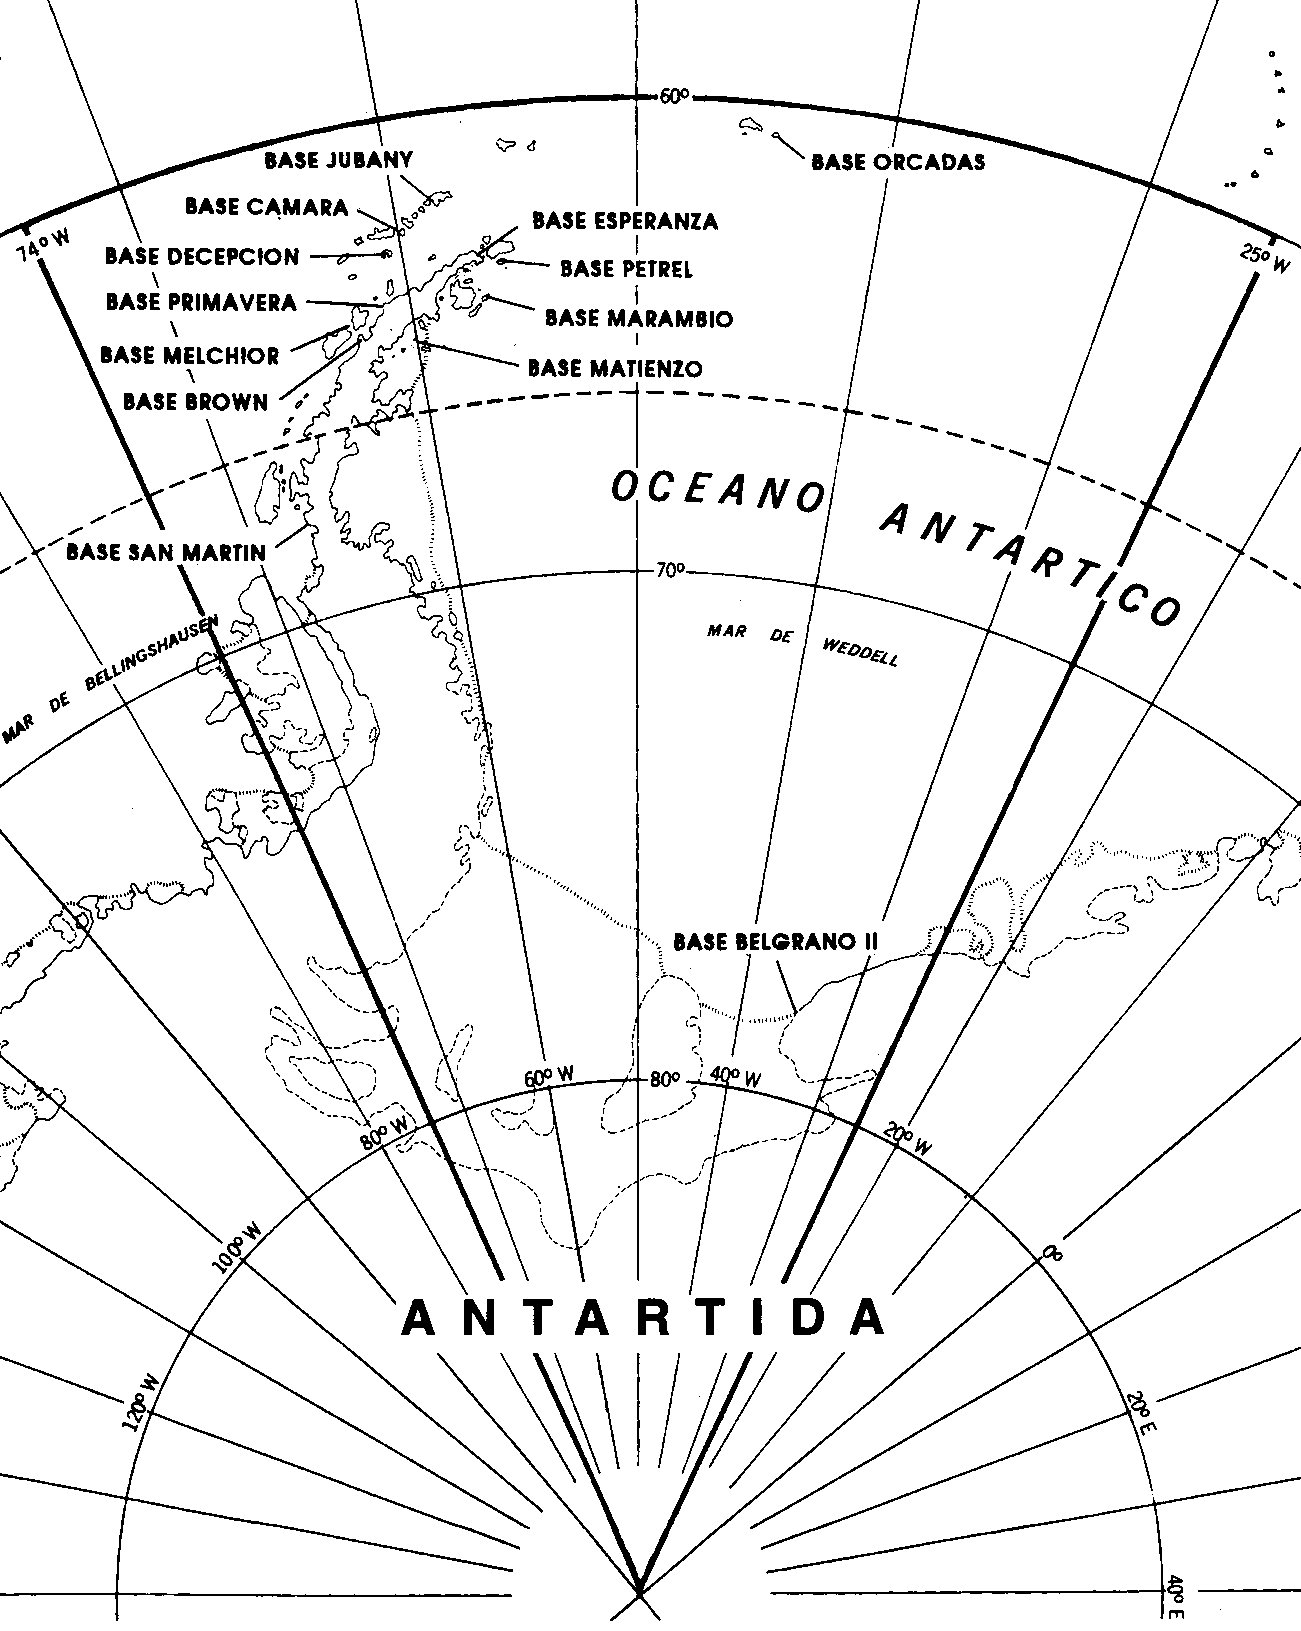 60º
BASE JUBANY
BASE ORCADAS
BASE CAMARA
BASE ESPERANZA
74º W
BASE DECEPCION
BASE PETREL
25º W
BASE PRIMAVERA
BASE MARAMBIO
BASE MELCHIOR
BASE MATIENZO
BASE BROWN
OCEANO ANTARTICO
BASE SAN MARTIN
70º
MAR DE BELLINGSHAUSEN
MAR DE WEDDELL
BASE BELGRANO II
60º W
80º
40º W
80º W
20º W
100º W
0º
ANTARTIDA
120º W
20º E
40º E